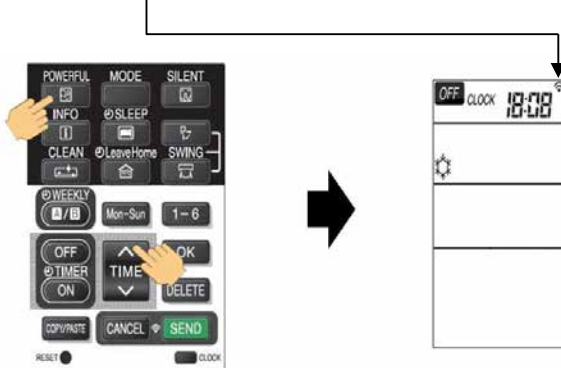 POWERFUL MODE SILENT
INFO SLEEP
CLEAN LeaveHome SWING
WEEKLY
A/B Mon-Sun 1-6
OFF OK
TIMER TIME
ON DELETE
COPY/PASTE CANCEL SEND
RESET CLOCK
OFF CLOCK 18:08